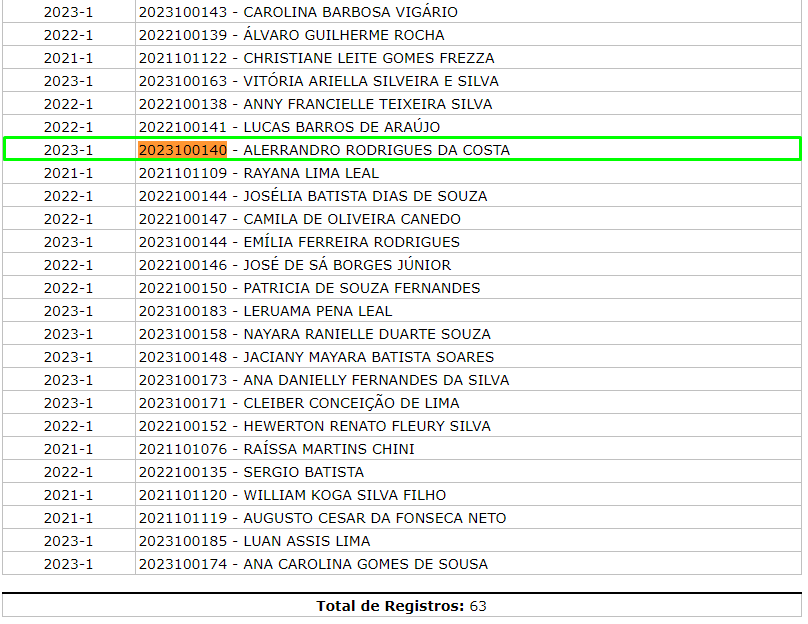 2023-1 2023100143 - CAROLINA BARBOSA VIGÁRIO
2022-1 2022100139 - ÁLVARO GUILHERME ROCHA
2021-1 2021101122 - CHRISTIANE LEITE GOMES FREZZA
2023-1 2023100163 - VITÓRIA ARIELLA SILVEIRA E SILVA
2022-1 2022100138 - ANNY FRANCIELLE TEIXEIRA SILVA
2022-1 2022100141 - LUCAS BARROS DE ARAÚJO
2023-1 2023100140 - ALERRANDRO RODRIGUES DA COSTA
2021-1 2021101109 - RAYANA LIMA LEAL
2022-1 2022100144 - JOSÉLIA BATISTA DIAS DE SOUZA
2022-1 2022100147 - CAMILA DE OLIVEIRA CANEDO
2023-1 2023100144 - EMÍLIA FERREIRA RODRIGUES
2022-1 2022100146 - JOSÉ DE SÁ BORGES JÚNIOR
2022-1 2022100150 - PATRICIA DE SOUZA FERNANDES
2023-1 2023100183 - LERUAMA PENA LEAL
2023-1 2023100158 - NAYARA RANIELLE DUARTE SOUZA
2023-1 2023100148 - JACIANY MAYARA BATISTA SOARES
2023-1 2023100173 - ANA DANIELLY FERNANDES DA SILVA
2023-1 2023100171 - CLEIBER CONCEIÇÃO DE LIMA
2022-1 2022100152 - HEWERTON RENATO FLEURY SILVA
2021-1 2021101076 - RAÍSSA MARTINS CHINI
2022-1 2022100135 - SERGIO BATISTA
2021-1 2021101120 - WILLIAM KOGA SILVA FILHO
2021-1 2021101119 - AUGUSTO CESAR DA FONSECA NETO
2023-1 2023100185 - LUAN ASSIS LIMA
2023-1 2023100174 - ANA CAROLINA GOMES DE SOUSA
Total de Registros: 63